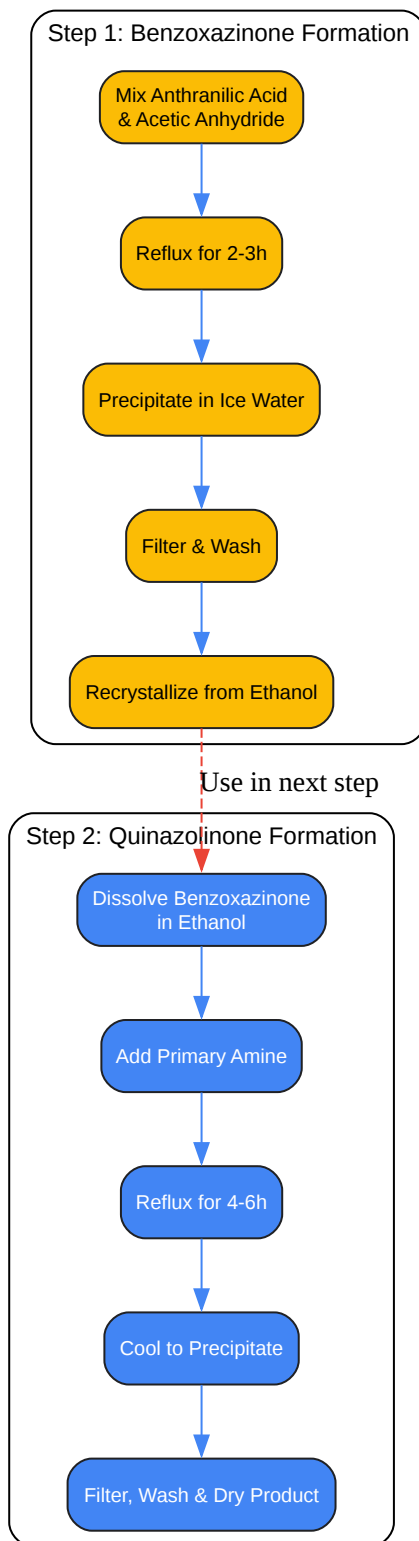 Step 1: Benzoxazinone Formation
Mix Anthranilic Acid
& Acetic Anhydride
Reflux for 2-3h
Precipitate in Ice Water
Filter & Wash
Recrystallize from Ethanol
Use in next step
Step 2: Quinazolinone Formation
Dissolve Benzoxazinone
in Ethanol
Add Primary Amine
Reflux for 4-6h
Cool to Precipitate
Filter, Wash & Dry Product